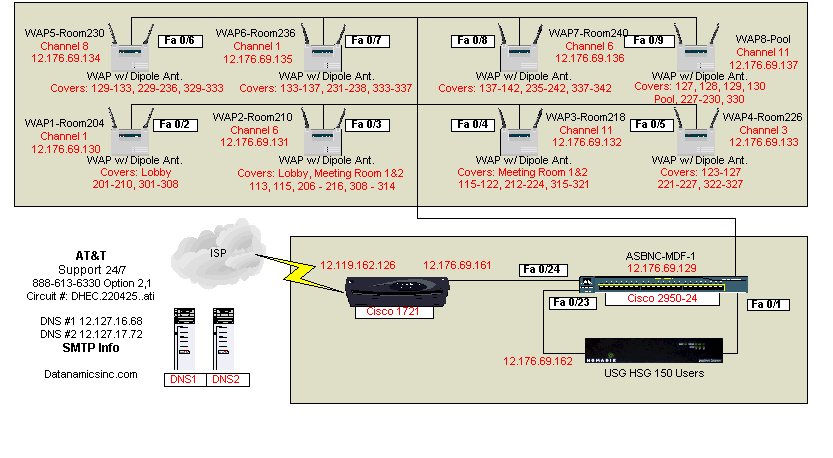 WAP5-Room230
Channel 8
12.176.69.134
Fa 0/6
WAP w/ Dipole Ant.
Covers: 129-133, 229-236, 329-333
WAP6-Room236
Channel 1
12.176.69.135
Fa 0/7
WAP w/ Dipole Ant.
Covers: 133-137, 231-238, 333-337
Fa 0/8
WAP7-Room240
Channel 6
12.176.69.136
WAP w/ Dipole Ant.
Covers: 137-142, 235-242, 337-342
Fa 0/9
WAP8-Pool
Channel 11
12.176.69.137
WAP w/ Dipole Ant.
Covers: 127, 128, 129, 130
Pool, 227-230, 330
WAP1-Room204
Channel 1
12.176.69.130
Fa 0/2
WAP w/ Dipole Ant.
Covers: Lobby
201-210, 301-308
WAP2-Room210
Channel 6
12.176.69.131
Fa 0/3
WAP w/ Dipole Ant.
Covers: Lobby, Meeting Room 1&2
113, 115, 206 - 216, 308 - 314
Fa 0/4
WAP3-Room218
Channel 11
12.176.69.132
WAP w/ Dipole Ant.
Covers: Meeting Room 1&2
115-122, 212-224, 315-321
Fa 0/5
WAP4-Room226
Channel 3
12.176.69.133
WAP w/ Dipole Ant.
Covers: 123-127
221-227, 322-327
AT&T
Support 24/7
888-613-6330 Option 2,1
Circuit #: DHEC.220425..ati
DNS #1 12.127.16.68
DNS #2 12.127.17.72
SMTP Info
Datanamicsinc.com
ISP
DNS1
DNS2
12.119.162.126
12.176.69.161
Cisco 1721
Fa 0/24
ASBNC-MDF-1
12.176.69.129
Cisco 2950-24
Fa 0/23
Fa 0/1
12.176.69.162
NOMADIX
USG HSG 150 Users